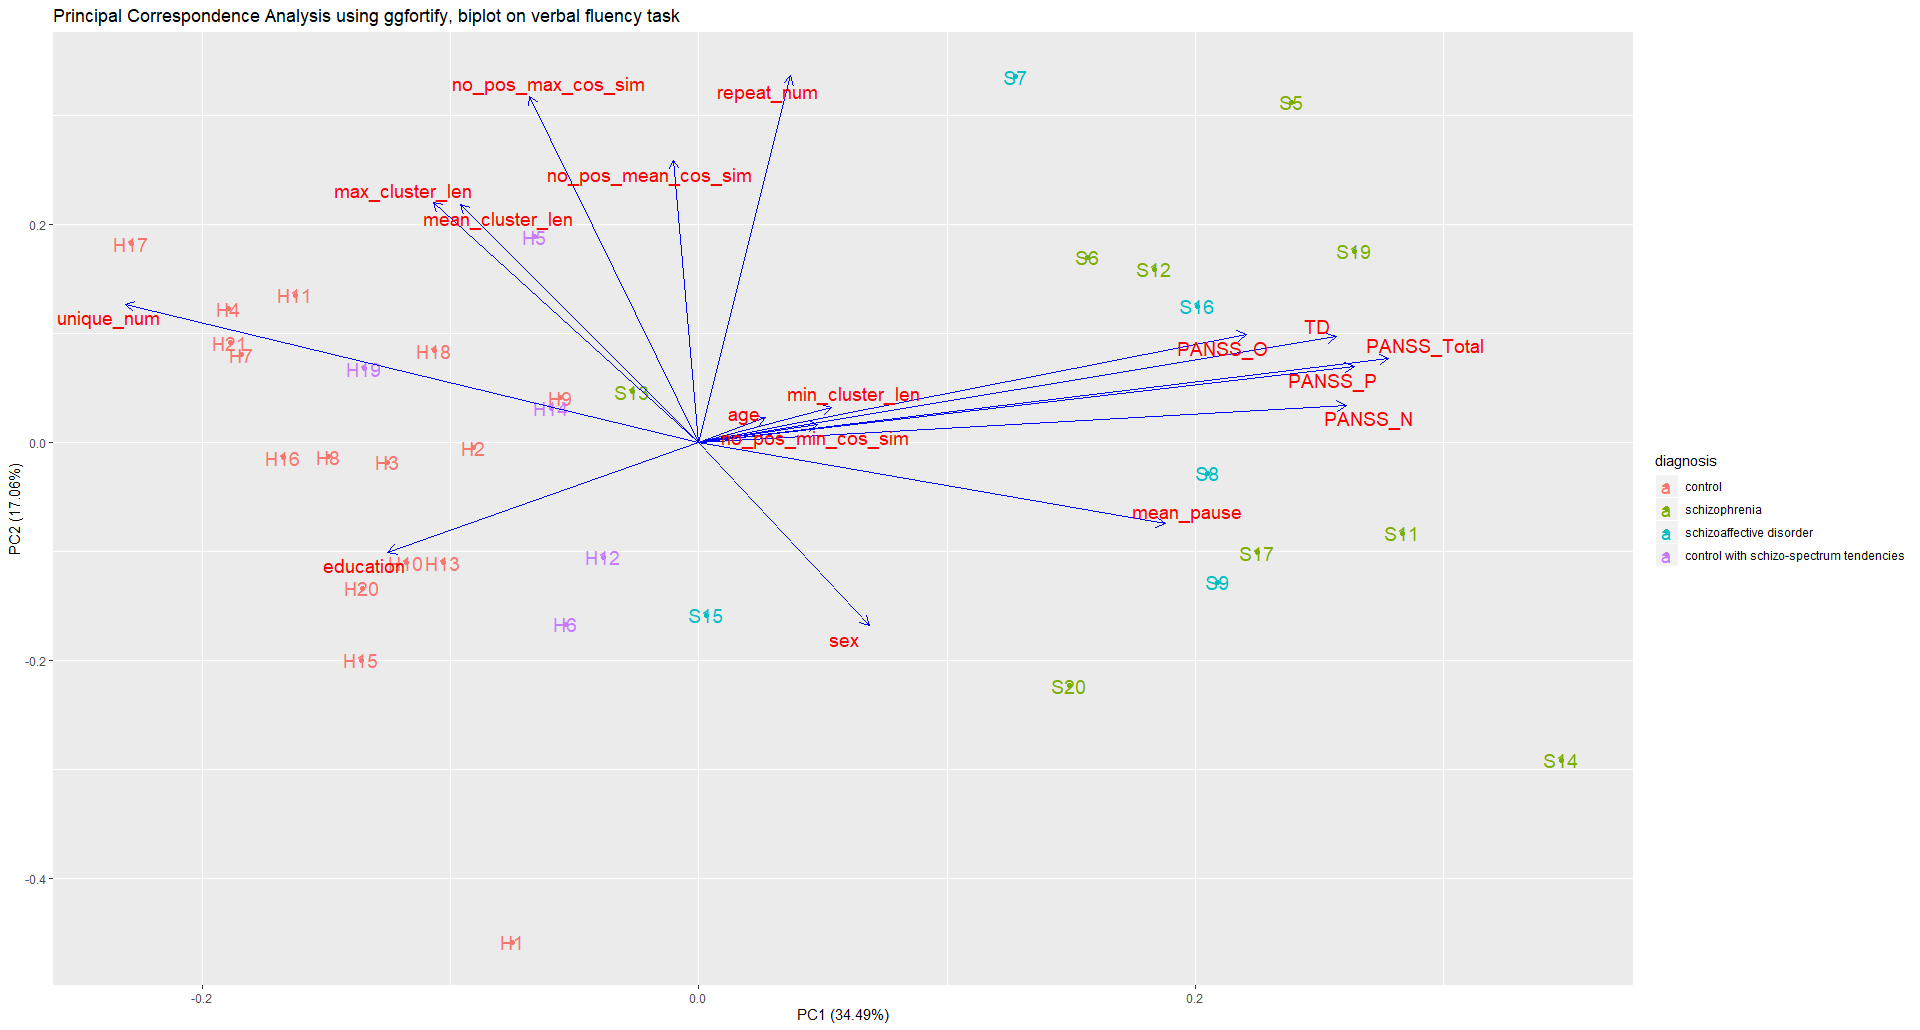 Principal Correspondence Analysis using ggfortify, biplot on verbal fluency task
S7
no_pos_max_cos_sim
repeat_num
S5
no_pos_mean_cos_sim
max_cluster_len
mean_cluster_len
0.2
H5
H17
S6
S19
S12
H11
S16
H4
unique_num
TD
H21
PANSS_O
PANSS_Total
H7
H18
H19
PANSS_P
S13
min_cluster_len
H9
H14
age
PANSS_N
0.0
no_pos_min_cos_sim
H2
H16
H8
H3
S8
diagnosis
control
schizophrenia
schizoaffective disorder
control with schizo-spectrum tendencies
a
a
a
a
PC2 (17.06%)
mean_pause
S11
S17
H12
education
H10
H13
S9
H20
S15
H6
sex
-0.2
H15
S20
S14
-0.4
H1
-0.2
0.0
0.2
PC1 (34.49%)